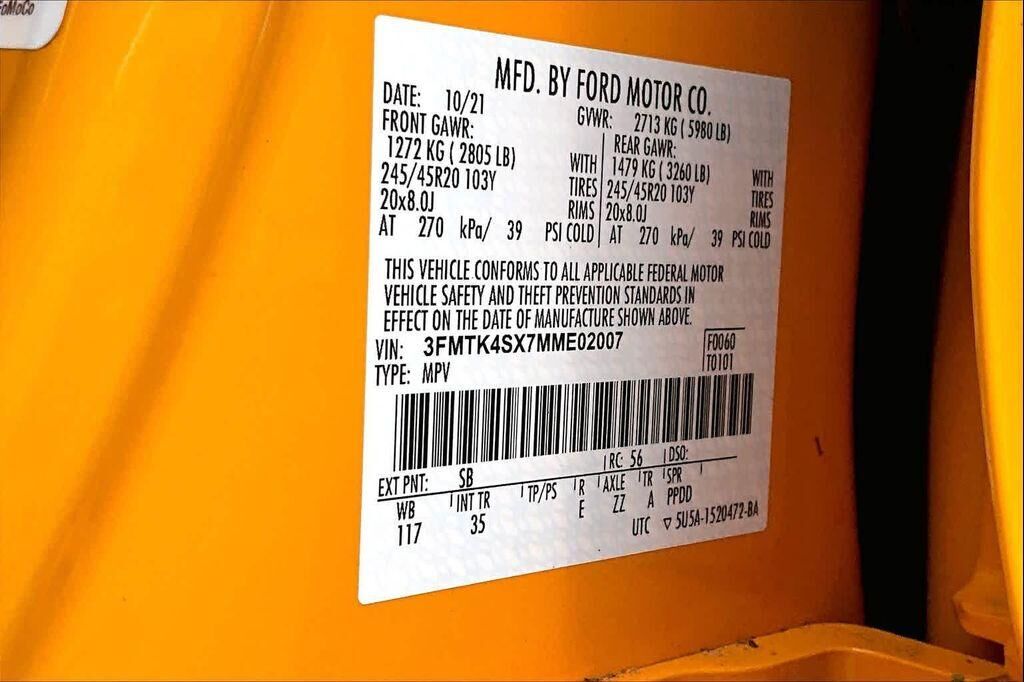 FoMoCo
MFD. BY FORD MOTOR CO.
DATE: 10/21 GVWR: 2713 KG ( 5980 LB)
FRONT GAWR: REAR GAWR:
1272 KG ( 2805 LB) WITH 1479 KG ( 3260 LB) WITH
245/45R20 103Y TIRES 245/45R20 103Y TIRES
20x8.0J RIMS 20x8.0J RIMS
AT 270 kPa/ 39 PSI COLD AT 270 kPa/ 39 PSI COLD
THIS VEHICLE CONFORMS TO ALL APPLICABLE FEDERAL MOTOR
VEHICLE SAFETY AND THEFT PREVENTION STANDARDS IN
EFFECT ON THE DATE OF MANUFACTURE SHOWN ABOVE.
VIN: 3FMTK4SX7MME02007 F0060
TYPE: MPV T0101
EXT PNT: SB RC: 56 DSO:
WB INT TR TP/PS R AXLE TR SPR
117 35 E ZZ A PPDD
UTC ▽ 5U5A-1520472-BA